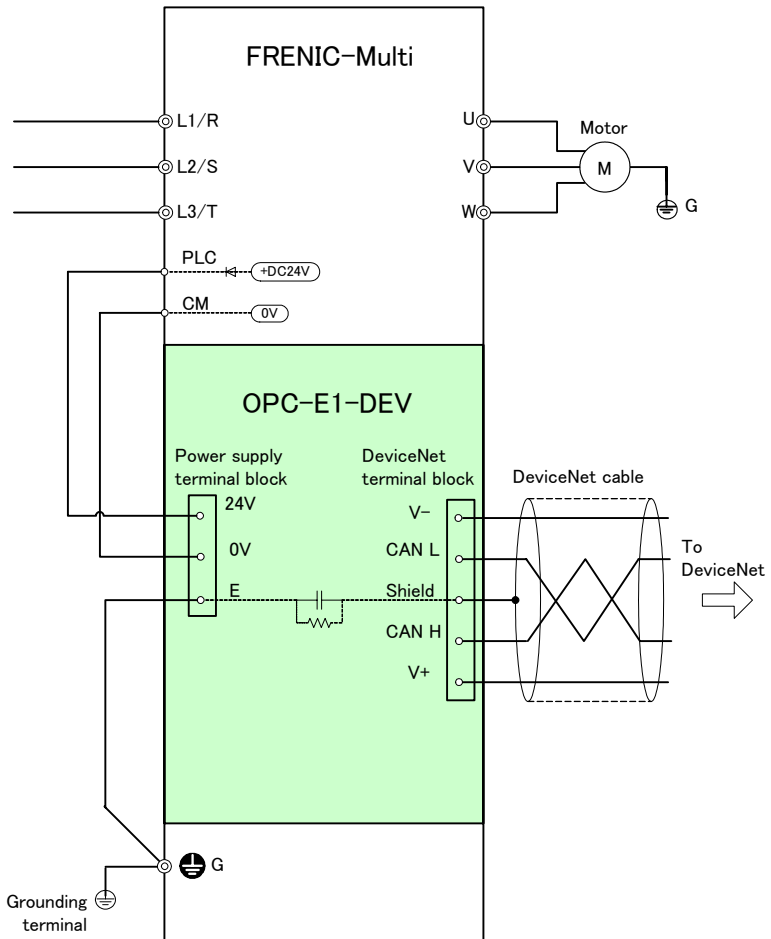 FRENIC-Multi
L1/R
U
Motor
L2/S
V
M
L3/T
W
G
PLC
+DC24V
CM
0V
OPC-E1-DEV
Power supply
terminal block
DeviceNet
terminal block
DeviceNet cable
24V
V-
0V
CAN L
To
DeviceNet
E
Shield
CAN H
V+
G
Grounding
terminal